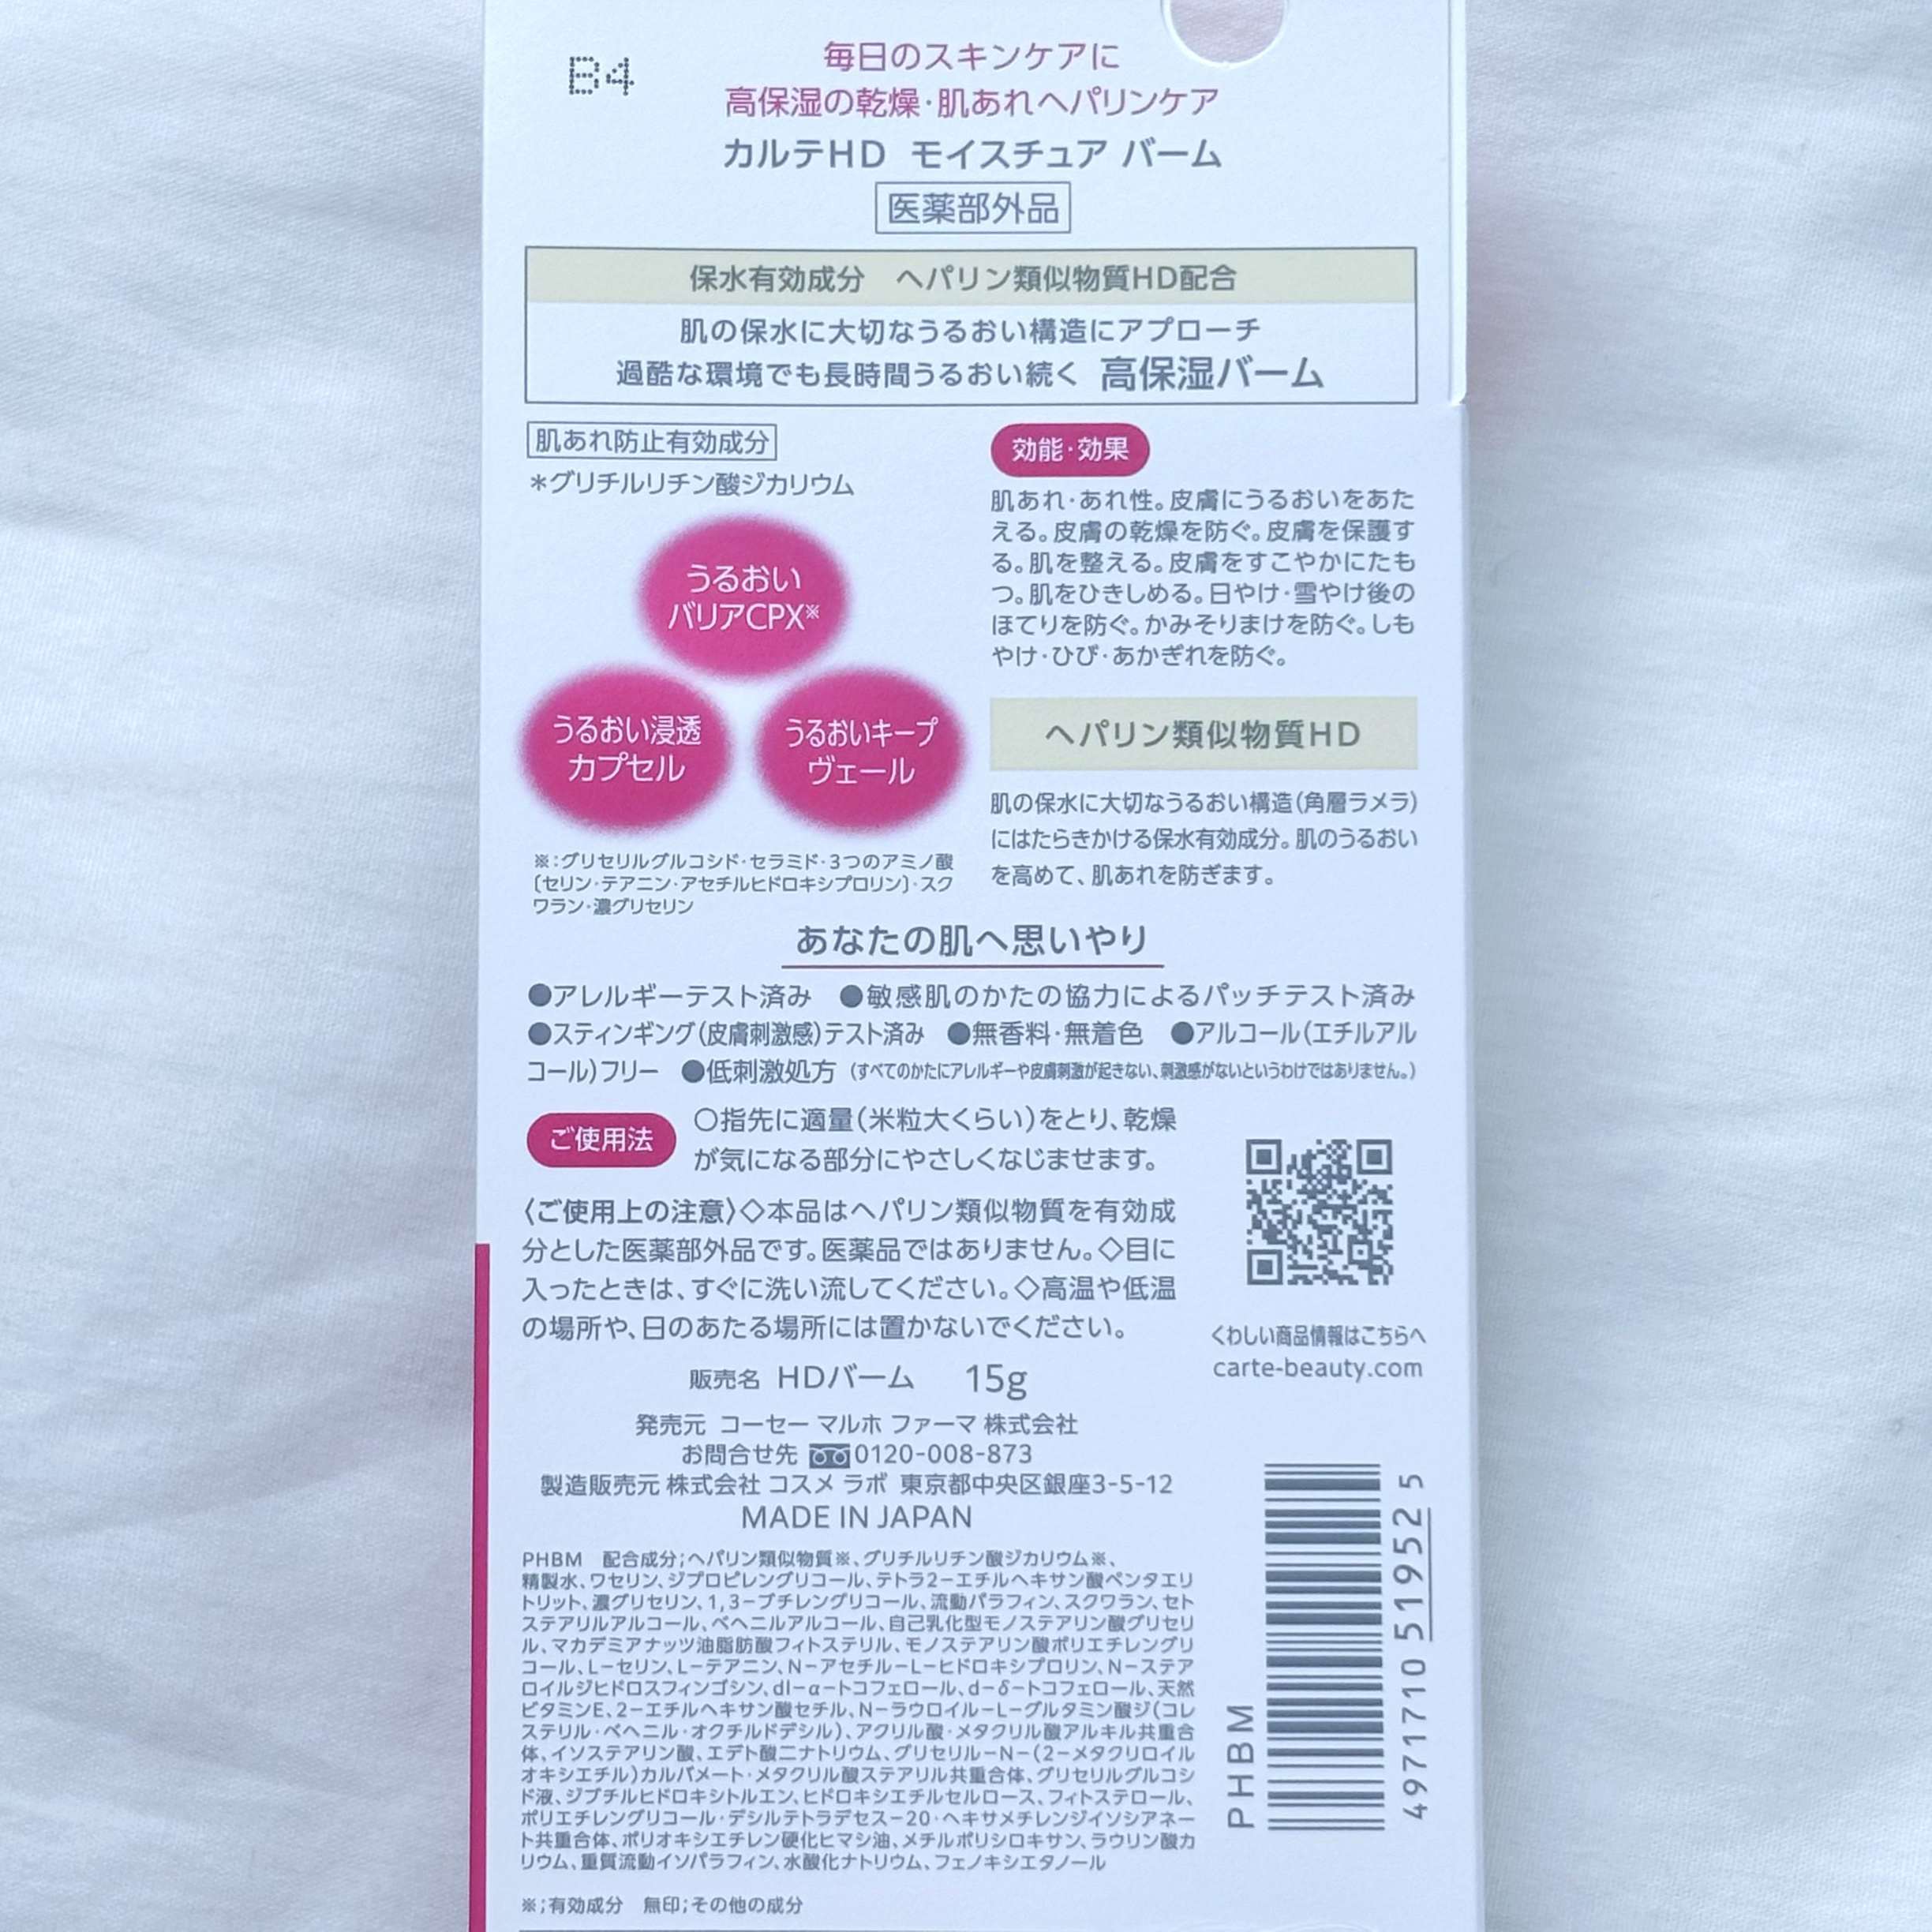 B4
毎日のスキンケアに
高保湿の乾燥・肌あれヘパリンケア
カルテHD モイスチュア バーム
医薬部外品
保水有効成分 ヘパリン類似物質HD配合
肌の保水に大切なうるおい構造にアプローチ
過酷な環境でも長時間うるおい続く 高保湿バーム
肌あれ防止有効成分
*グリチルリチン酸ジカリウム
うるおい
バリアCPX※
うるおい浸透
カプセル
うるおいキープ
ヴェール
※:グリセリルグルコシド・セラミド・3つのアミノ酸
〔セリン・テアニン・アセチルヒドロキシプロリン〕・スク
ワラン・濃グリセリン
効能・効果
肌あれ・あれ性。皮膚にうるおいをあた
える。皮膚の乾燥を防ぐ。皮膚を保護す
る。肌を整える。皮膚をすこやかにたも
つ。肌をひきしめる。日やけ・雪やけ後の
ほてりを防ぐ。かみそりまけを防ぐ。しも
やけ・ひび・あかぎれを防ぐ。
ヘパリン類似物質HD
肌の保水に大切なうるおい構造(角層ラメラ)
にはたらきかける保水有効成分。肌のうるおい
を高めて、肌あれを防ぎます。
あなたの肌へ思いやり
●アレルギーテスト済み ●敏感肌のかたの協力によるパッチテスト済み
●スティンギング(皮膚刺激感)テスト済み ●無香料・無着色 ●アルコール(エチルアル
コール)フリー ●低刺激処方 (すべてのかたにアレルギーや皮膚刺激が起きない、刺激感がないというわけではありません。)
ご使用法
○指先に適量(米粒大くらい)をとり、乾燥
が気になる部分にやさしくなじませます。
〈ご使用上の注意〉◇本品はヘパリン類似物質を有効成
分とした医薬部外品です。医薬品ではありません。◇目に
入ったときは、すぐに洗い流してください。◇高温や低温
の場所や、日のあたる場所には置かないでください。
くわしい商品情報はこちらへ
carte-beauty.com
販売名 HDバーム 15g
発売元 コーセー マルホ ファーマ 株式会社
お問合せ先 0120-008-873
製造販売元 株式会社 コスメ ラボ 東京都中央区銀座3-5-12
MADE IN JAPAN
PHBM 配合成分;ヘパリン類似物質※、グリチルリチン酸ジカリウム※、
精製水、ワセリン、ジプロピレングリコール、テトラ2-エチルヘキサン酸ペンタエリ
トリット、濃グリセリン、1,3-ブチレングリコール、流動パラフィン、スクワラン、セト
ステアリルアルコール、ベヘニルアルコール、自己乳化型モノステアリン酸グリセリ
ル、マカデミアナッツ油脂肪酸フィトステリル、モノステアリン酸ポリエチレングリ
コール、L-セリン、L-テアニン、N-アセチル-L-ヒドロキシプロリン、N-ステア
ロイルジヒドロスフィンゴシン、dl-α-トコフェロール、d-δ-トコフェロール、天然
ビタミンE、2-エチルヘキサン酸セチル、N-ラウロイル-L-グルタミン酸ジ(コレ
ステリル・ベヘニル・オクチルドデシル)、アクリル酸・メタクリル酸アルキル共重合
体、イソステアリン酸、エデト酸二ナトリウム、グリセリル-N-(2-メタクリロイル
オキシエチル)カルバメート・メタクリル酸ステアリル共重合体、グリセリルグルコシ
ド液、ジブチルヒドロキシトルエン、ヒドロキシエチルセルロース、フィトステロール、
ポリエチレングリコール・デシルテトラデセス-20・ヘキサメチレンジイソシアネー
ト共重合体、ポリオキシエチレン硬化ヒマシ油、メチルポリシロキサン、ラウリン酸カ
リウム、重質流動イソパラフィン、水酸化ナトリウム、フェノキシエタノール
※;有効成分 無印;その他の成分
PHBM
4971710 519525